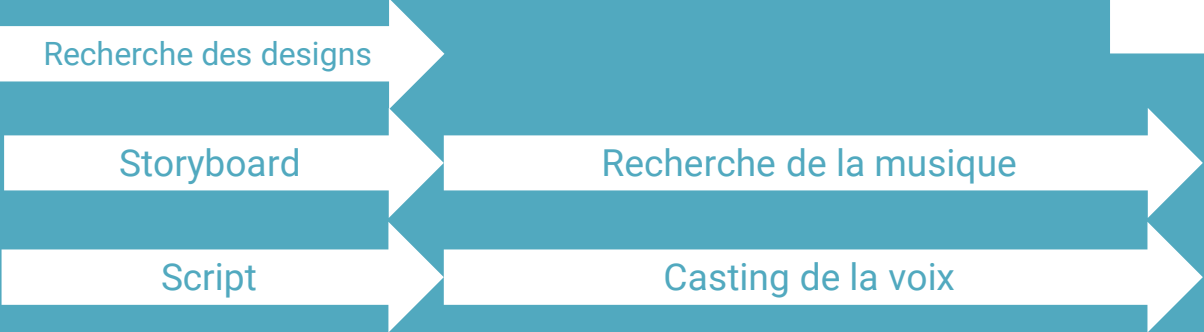 Recherche des designs
Storyboard
Recherche de la musique
Script
Casting de la voix